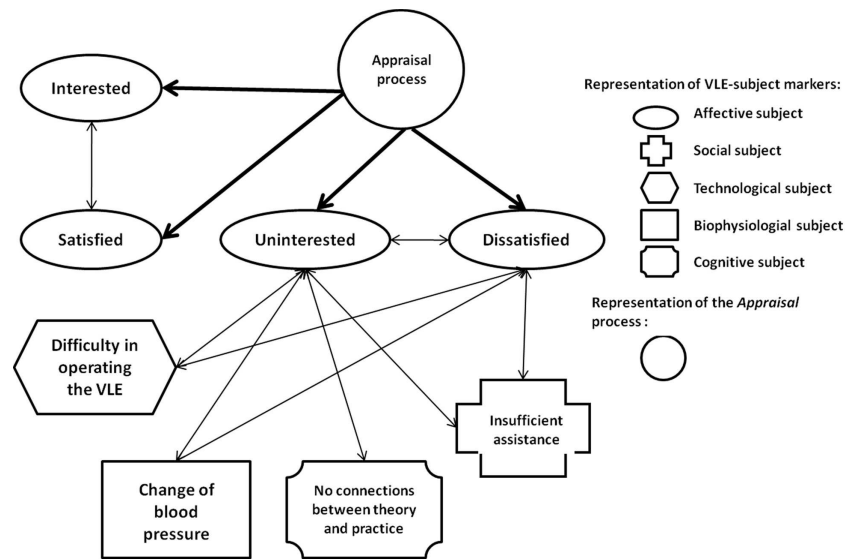 Appraisal
process
Interested
Satisfied
Uninterested
Dissatisfied
Difficulty in
operating
the VLE
Insufficient
assistance
Change of
blood
pressure
No connections
between theory
and practice
Representation of VLE-subject markers:
Affective subject
Social subject
Technological subject
Biophysiologial subject
Cognitive subject
Representation of the Appraisal
process :